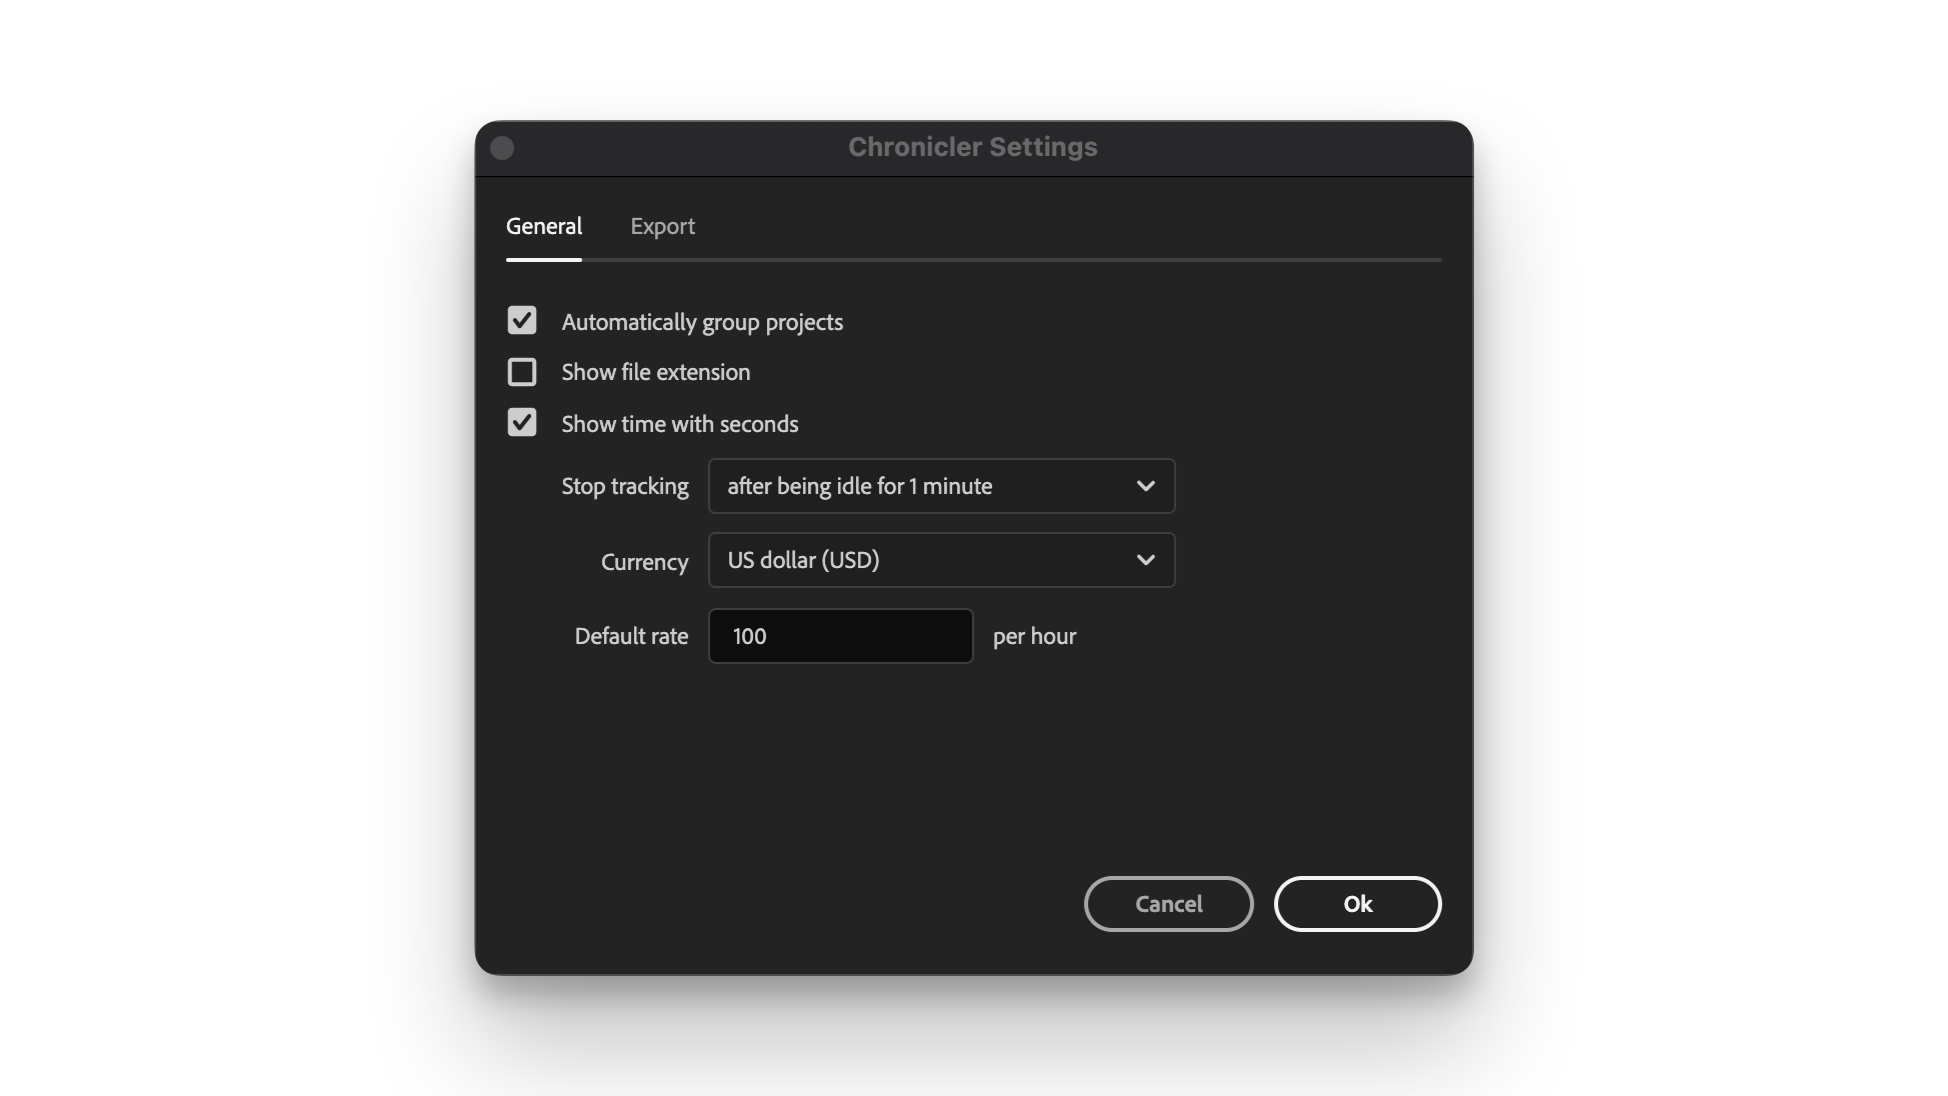 Chronicler Settings
General Export
Automatically group projects
Show file extension
Show time with seconds
Stop tracking after being idle for 1 minute
Currency US dollar (USD)
Default rate 100 per hour
Cancel Ok